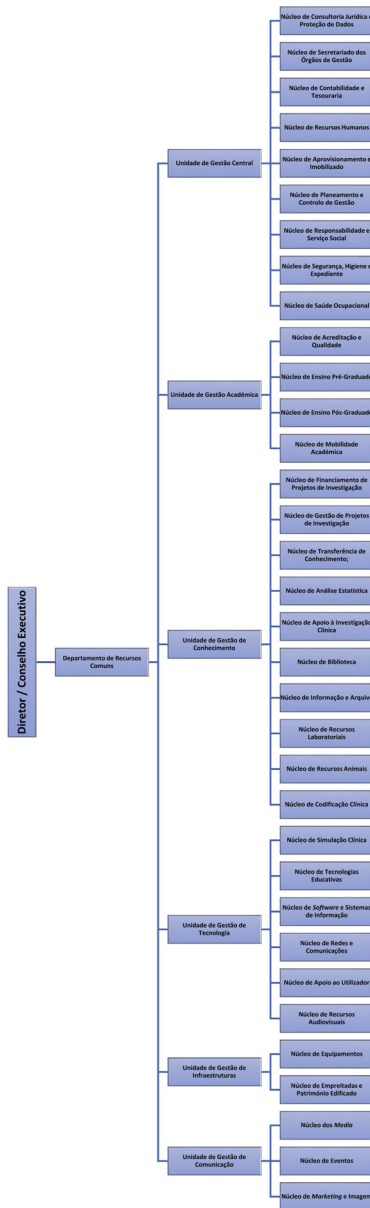 Diretor / Conselho Executivo
Departamento de Recursos
Comuns
Unidade de Gestão Central
Núcleo de Consultoria Jurídica e
Proteção de Dados
Núcleo de Secretariado dos
Órgãos de Gestão
Núcleo de Contabilidade e
Tesouraria
Núcleo de Recursos Humanos
Núcleo de Aprovisionamento e
Imobilizado
Núcleo de Planeamento e
Controlo de Gestão
Núcleo de Responsabilidade e
Serviço Social
Núcleo de Segurança, Higiene e
Expediente
Núcleo de Saúde Ocupacional
Unidade de Gestão Académica
Núcleo de Acreditação e
Qualidade
Núcleo de Ensino Pré-Graduado
Núcleo de Ensino Pós-Graduado
Núcleo de Mobilidade
Académica
Unidade de Gestão de
Conhecimento
Núcleo de Financiamento de
Projetos de Investigação
Núcleo de Gestão de Projetos
de Investigação
Núcleo de Transferência de
Conhecimento;
Núcleo de Análise Estatística
Núcleo de Apoio à Investigação
Clínica
Núcleo de Biblioteca
Núcleo de Informação e Arquivo
Núcleo de Recursos
Laboratoriais
Núcleo de Recursos Animais
Núcleo de Codificação Clínica
Unidade de Gestão de
Tecnologia
Núcleo de Simulação Clínica
Núcleo de Tecnologias
Educativas
Núcleo de Software e Sistemas
de Informação
Núcleo de Redes e
Comunicações
Núcleo de Apoio ao Utilizador
Núcleo de Recursos
Audiovisuais
Unidade de Gestão de
Infraestruturas
Núcleo de Equipamentos
Núcleo de Empreitadas e
Património Edificado
Unidade de Gestão de
Comunicação
Núcleo dos Media
Núcleo de Eventos
Núcleo de Marketing e Imagem